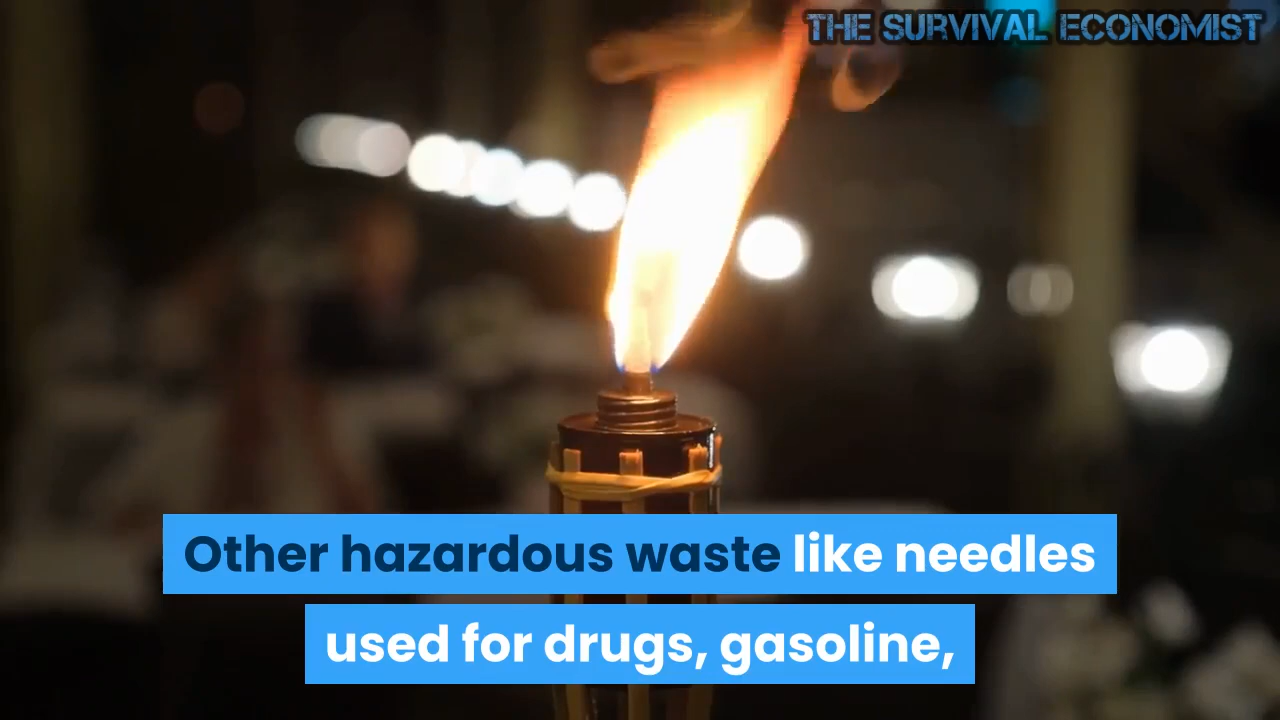 THE SURVIVAL ECONOMIST
Other hazardous waste like needles
used for drugs, gasoline,